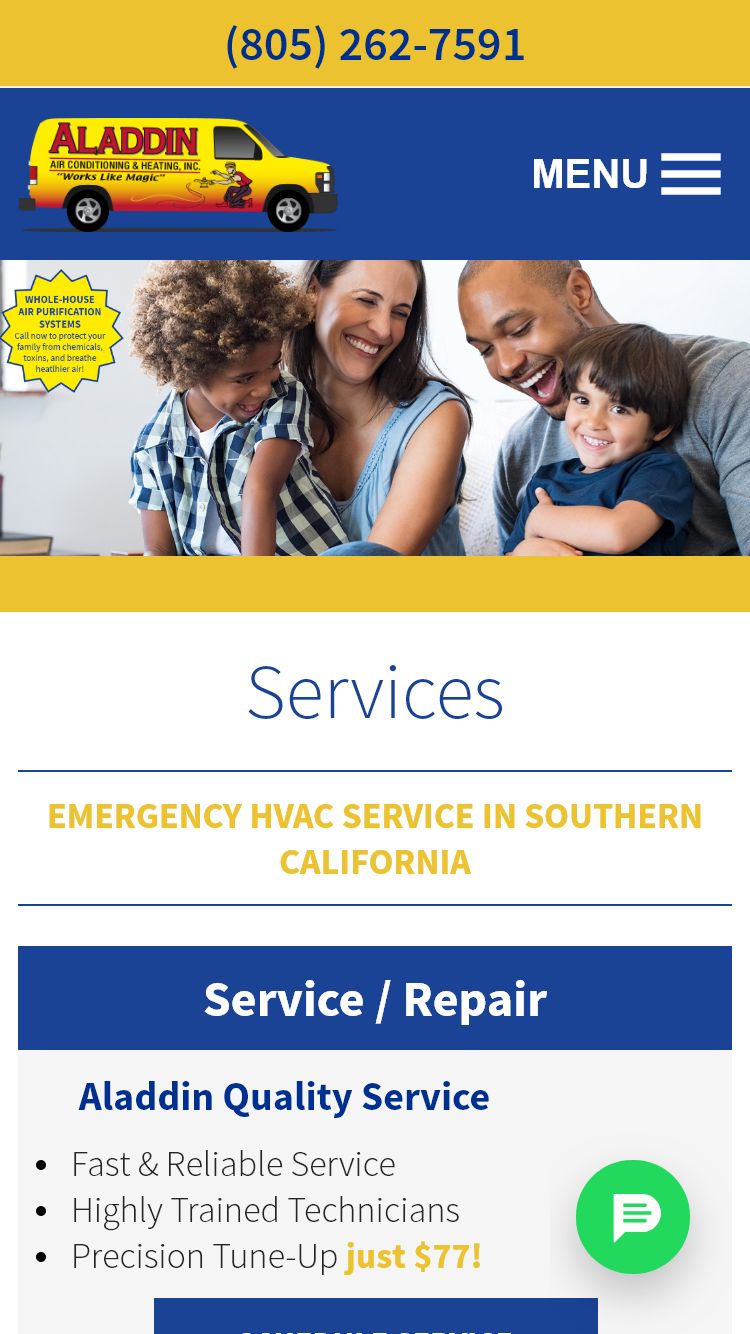 (805) 262-7591
ALADDIN
AIR CONDITIONING & HEATING, INC.
"Works Like Magic"
MENU
WHOLE-HOUSE
AIR PURIFICATION
SYSTEMS
Call now to protect your
family from chemicals,
toxins, and breathe
healthier air!
Services
EMERGENCY HVAC SERVICE IN SOUTHERN
CALIFORNIA
Service / Repair
Aladdin Quality Service
• Fast & Reliable Service
• Highly Trained Technicians
• Precision Tune-Up just $77!
SCHEDULE SERVICE